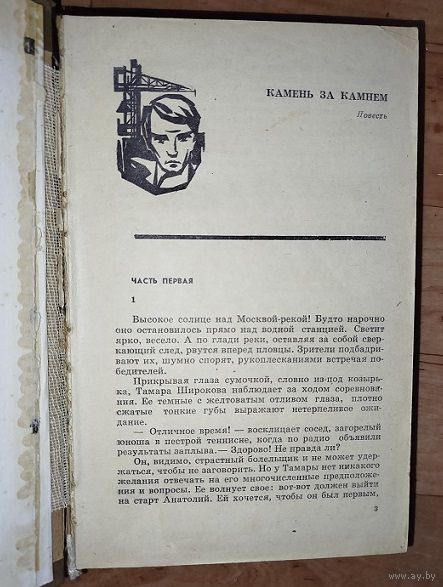 КАМЕНЬ ЗА КАМНЕМ
Повесть
ЧАСТЬ ПЕРВАЯ
1
Высокое солнце над Москвой-рекой! Будто нарочно
оно остановилось прямо над водной станцией. Светит
ярко, весело. А по глади реки, оставляя за собой свер-
кающий след, рвутся вперед пловцы. Зрители подбадри-
вают их, шумно спорят, рукоплесканиями встречая по-
бедителей.
Прикрывая глаза сумочкой, словно из-под козырь-
ка, Тамара Широкова наблюдает за ходом соревнова-
ния. Ее темные с желтоватым отливом глаза, плотно
сжатые тонкие губы выражают нетерпеливое ожи-
дание.
— Отличное время! — восклицает сосед, загорелый
юноша в пестрой тенниске, когда по радио объявили
результаты заплыва.— Здорово! Не правда ли?
Он, видимо, страстный болельщик и не может удер-
жаться, чтобы не заговорить. Но у Тамары нет никакого
желания отвечать на его многочисленные предположе-
ния и вопросы. Ее волнует свое: вот-вот должен выйти
на старт Анатолий. Ей хочется, чтобы он был первым,
3
www.ay.by